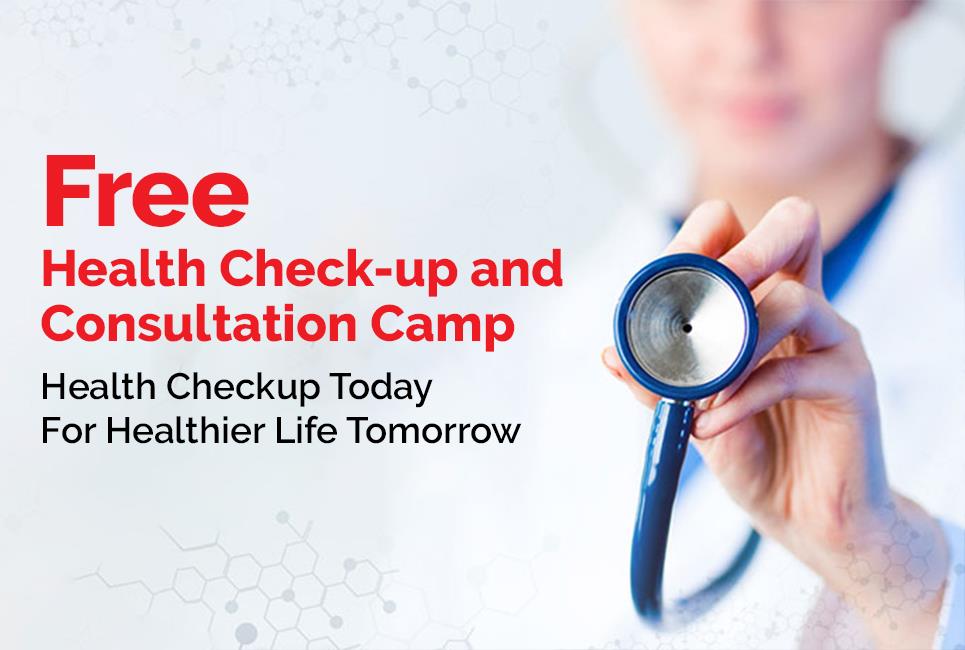 Free
Health Check-up and
Consultation Camp
Health Checkup Today
For Healthier Life Tomorrow